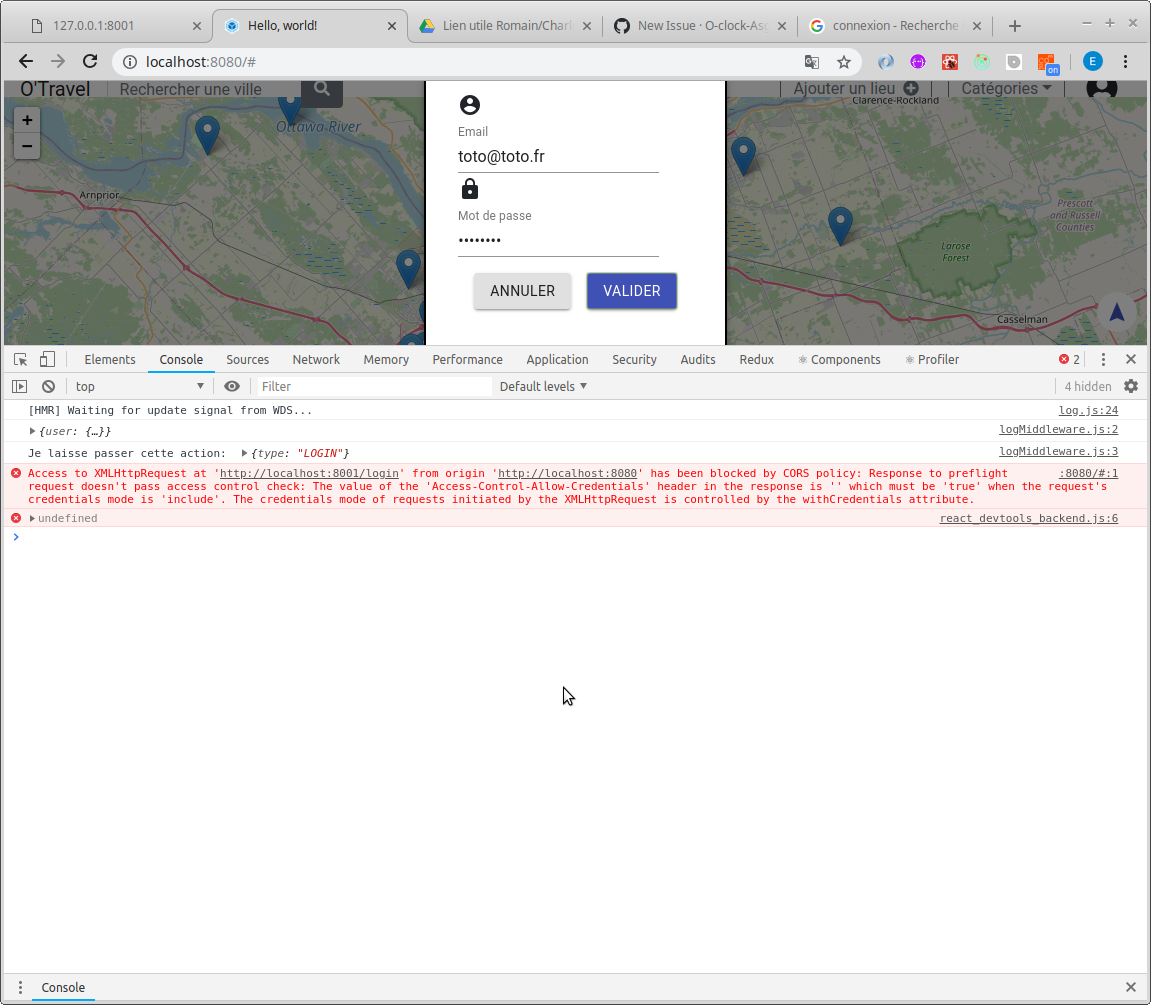 127.0.0.1:8001
Hello, world!
Lien utile Romain/Charl
New Issue · O-clock-Asg
connexion - Recherche
localhost:8080/#
E
on
O'Travel
Rechercher une ville
Ajouter un lieu
Catégories
+
−
Ottawa River
Arnprior
Clarence-Rockland
Prescott
and Russell
Counties
Larose
Forest
Casselman
Email
toto@toto.fr
Mot de passe
••••••••
ANNULER
VALIDER
Elements
Console
Sources
Network
Memory
Performance
Application
Security
Audits
Redux
Components
Profiler
2
top
Filter
Default levels
4 hidden
[HMR] Waiting for update signal from WDS...
log.js:24
{user: {…}}
logMiddleware.js:2
Je laisse passer cette action: {type: "LOGIN"}
logMiddleware.js:3
Access to XMLHttpRequest at 'http://localhost:8001/login' from origin 'http://localhost:8080' has been blocked by CORS policy: Response to preflight
:8080/#:1
request doesn't pass access control check: The value of the 'Access-Control-Allow-Credentials' header in the response is '' which must be 'true' when the request's
credentials mode is 'include'. The credentials mode of requests initiated by the XMLHttpRequest is controlled by the withCredentials attribute.
undefined
react_devtools_backend.js:6
Console